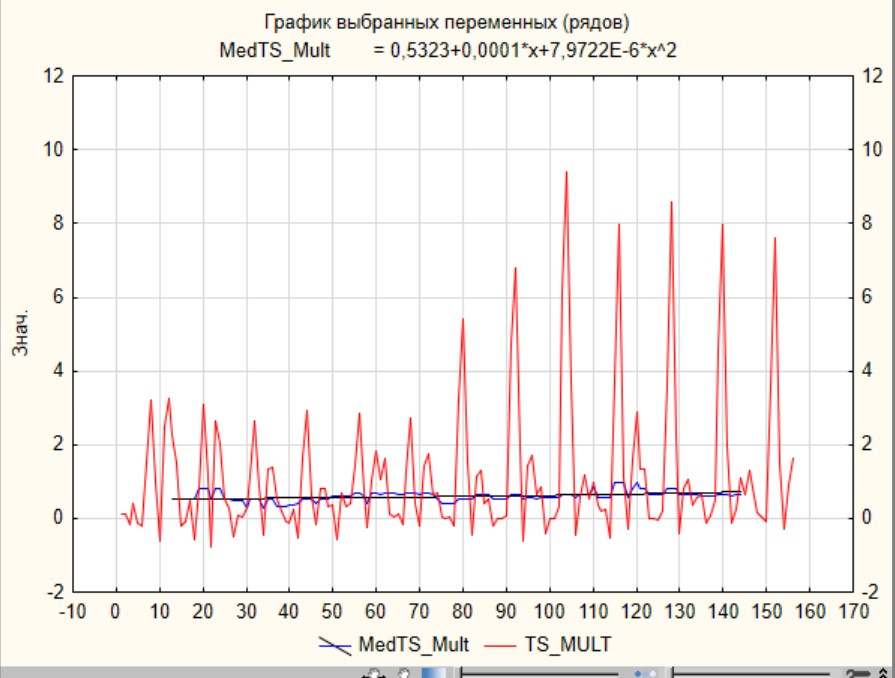 График выбранных переменных (рядов)
MedTS_Mult = 0,5323+0,0001*x+7,9722E-6*x^2
12 12
10 10
8 8
6 6
4 4
2 2
0 0
-2 -2
Знач.
-10 0 10 20 30 40 50 60 70 80 90 100 110 120 130 140 150 160 170
MedTS_Mult TS_MULT